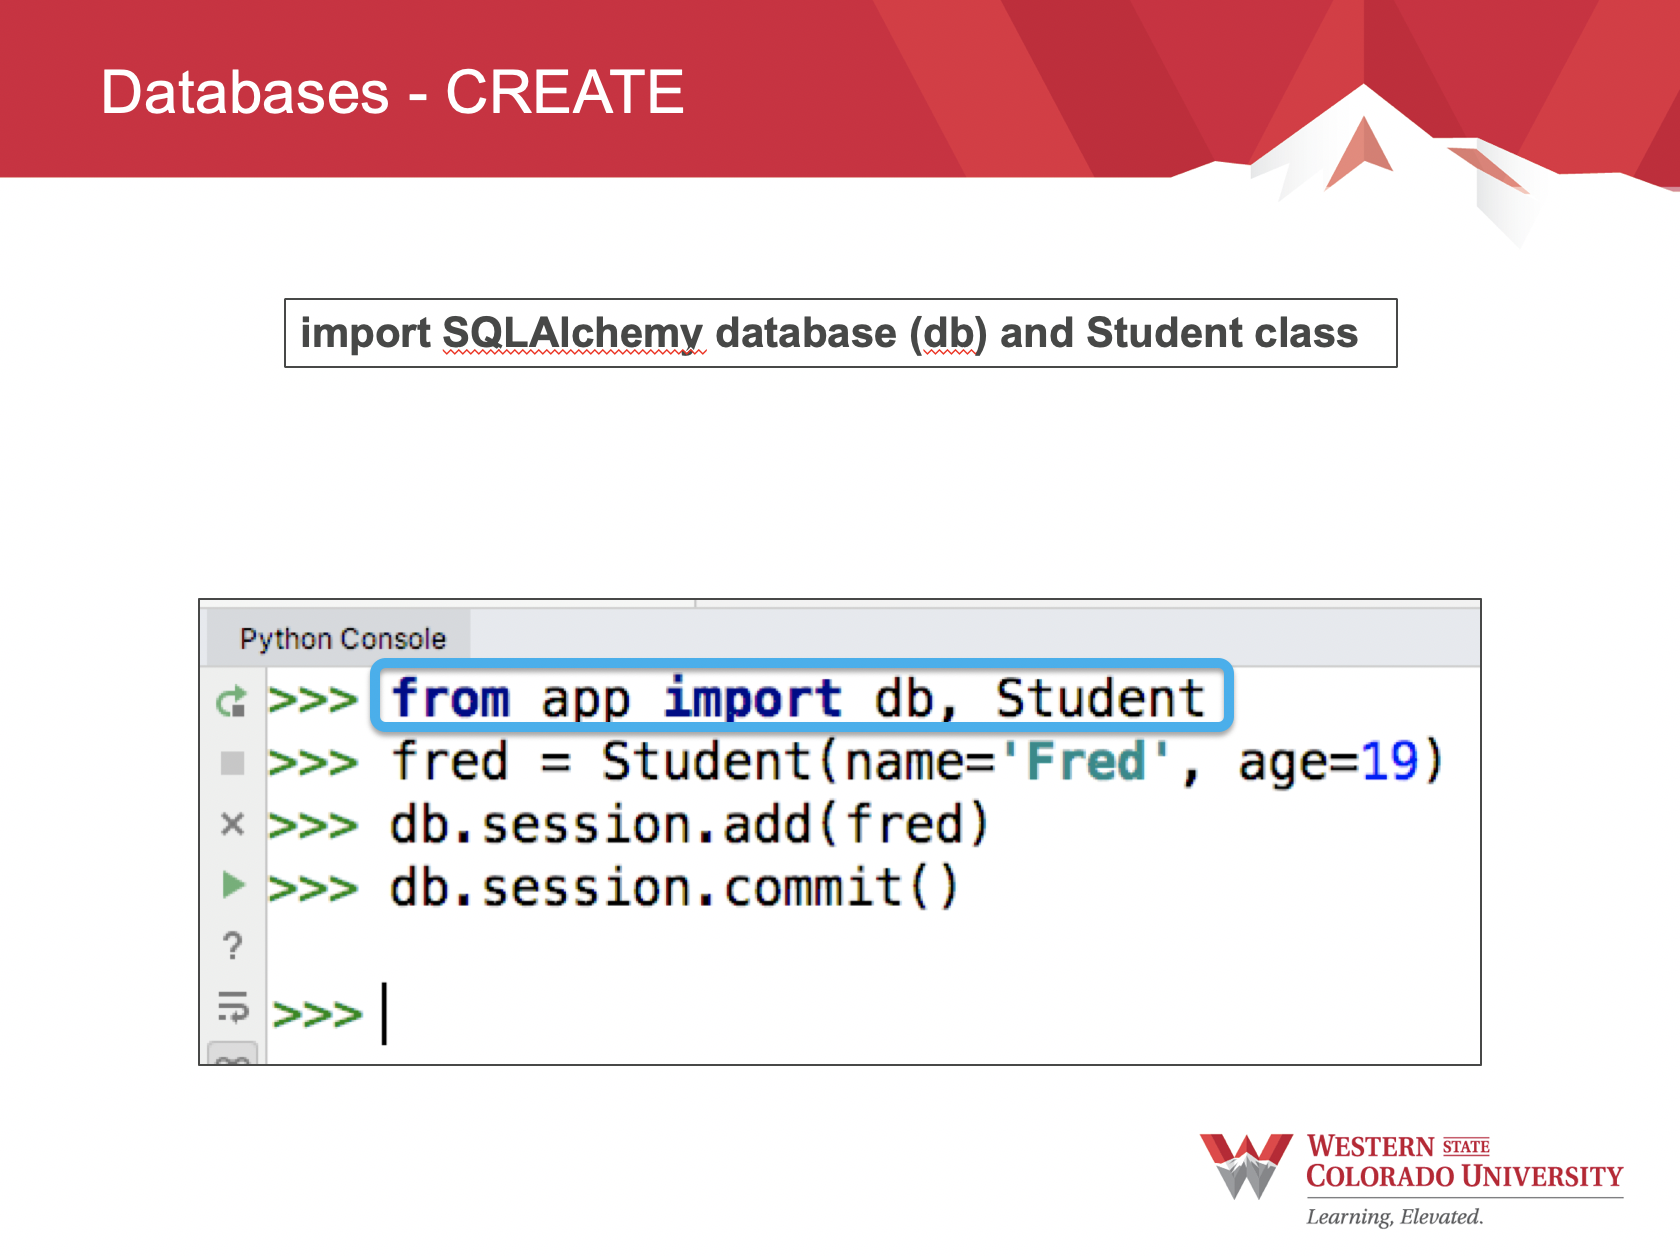 Databases - CREATE
import SQLAlchemy database (db) and Student class
Python Console
>>> from app import db, Student
>>> fred = Student(name='Fred', age=19)
>>> db.session.add(fred)
>>> db.session.commit()
>>>
WESTERN STATE
COLORADO UNIVERSITY
Learning, Elevated.